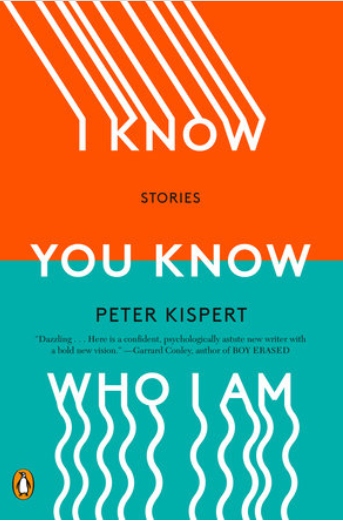 I KNOW
STORIES
YOU KNOW
PETER KISPERT
"Dazzling . . . Here is a confident, psychologically astute new writer with
a bold new vision." —Garrard Conley, author of BOY ERASED
WHO I AM